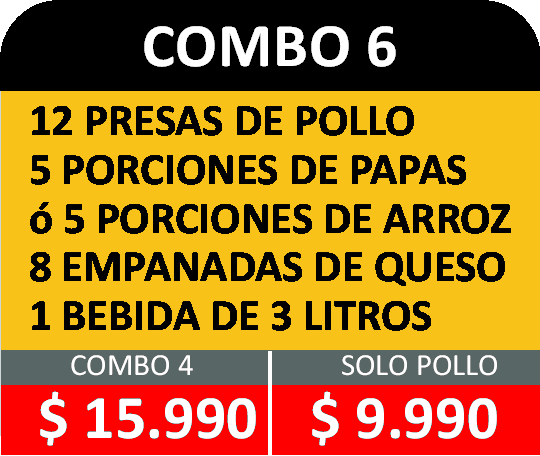 COMBO 6
12 PRESAS DE POLLO
5 PORCIONES DE PAPAS
ó 5 PORCIONES DE ARROZ
8 EMPANADAS DE QUESO
1 BEBIDA DE 3 LITROS
COMBO 4 SOLO POLLO
$ 15.990 $ 9.990